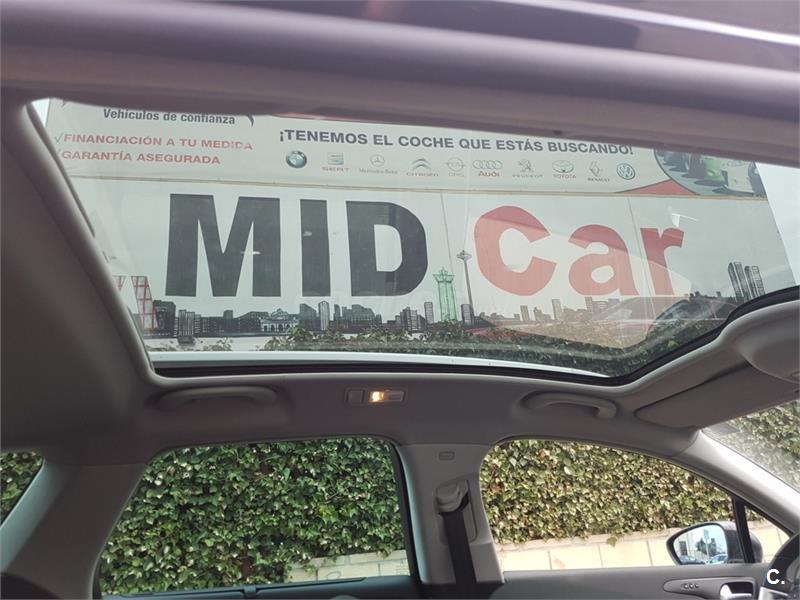 Vehículos de confianza
√FINANCIACIÓN A TU MEDIDA
√GARANTÍA ASEGURADA
¡TENEMOS EL COCHE QUE ESTÁS BUSCANDO!
SEAT Mercedes-Benz CITROËN OPEL Audi PEUGEOT TOYOTA RENAULT
MID Car
C.